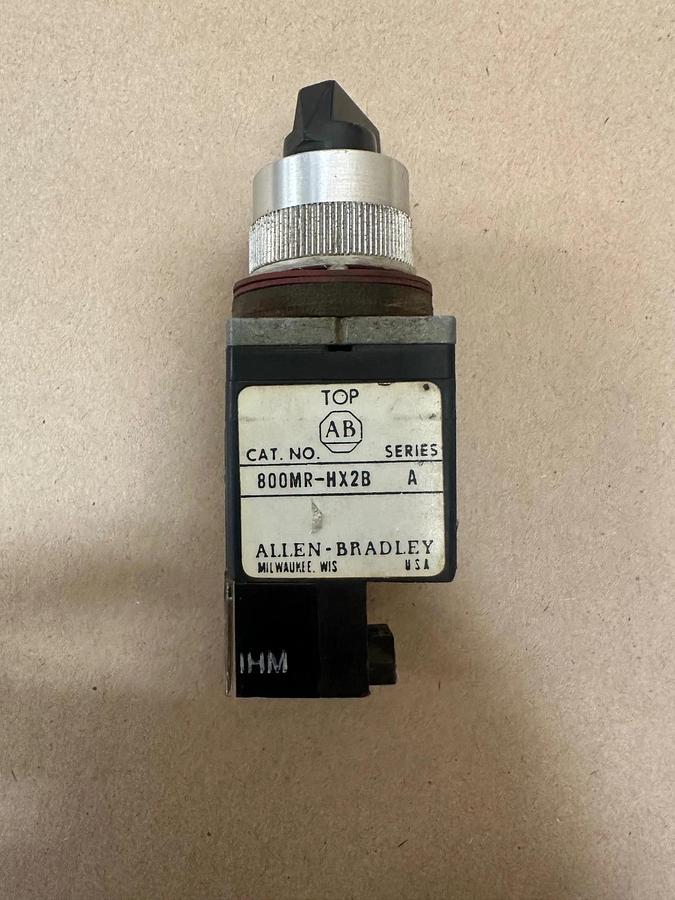 TOP
AB
CAT. NO. SERIES
800MR-HX2B A
ALLEN-BRADLEY
MILWAUKEE, WIS USA
IHM